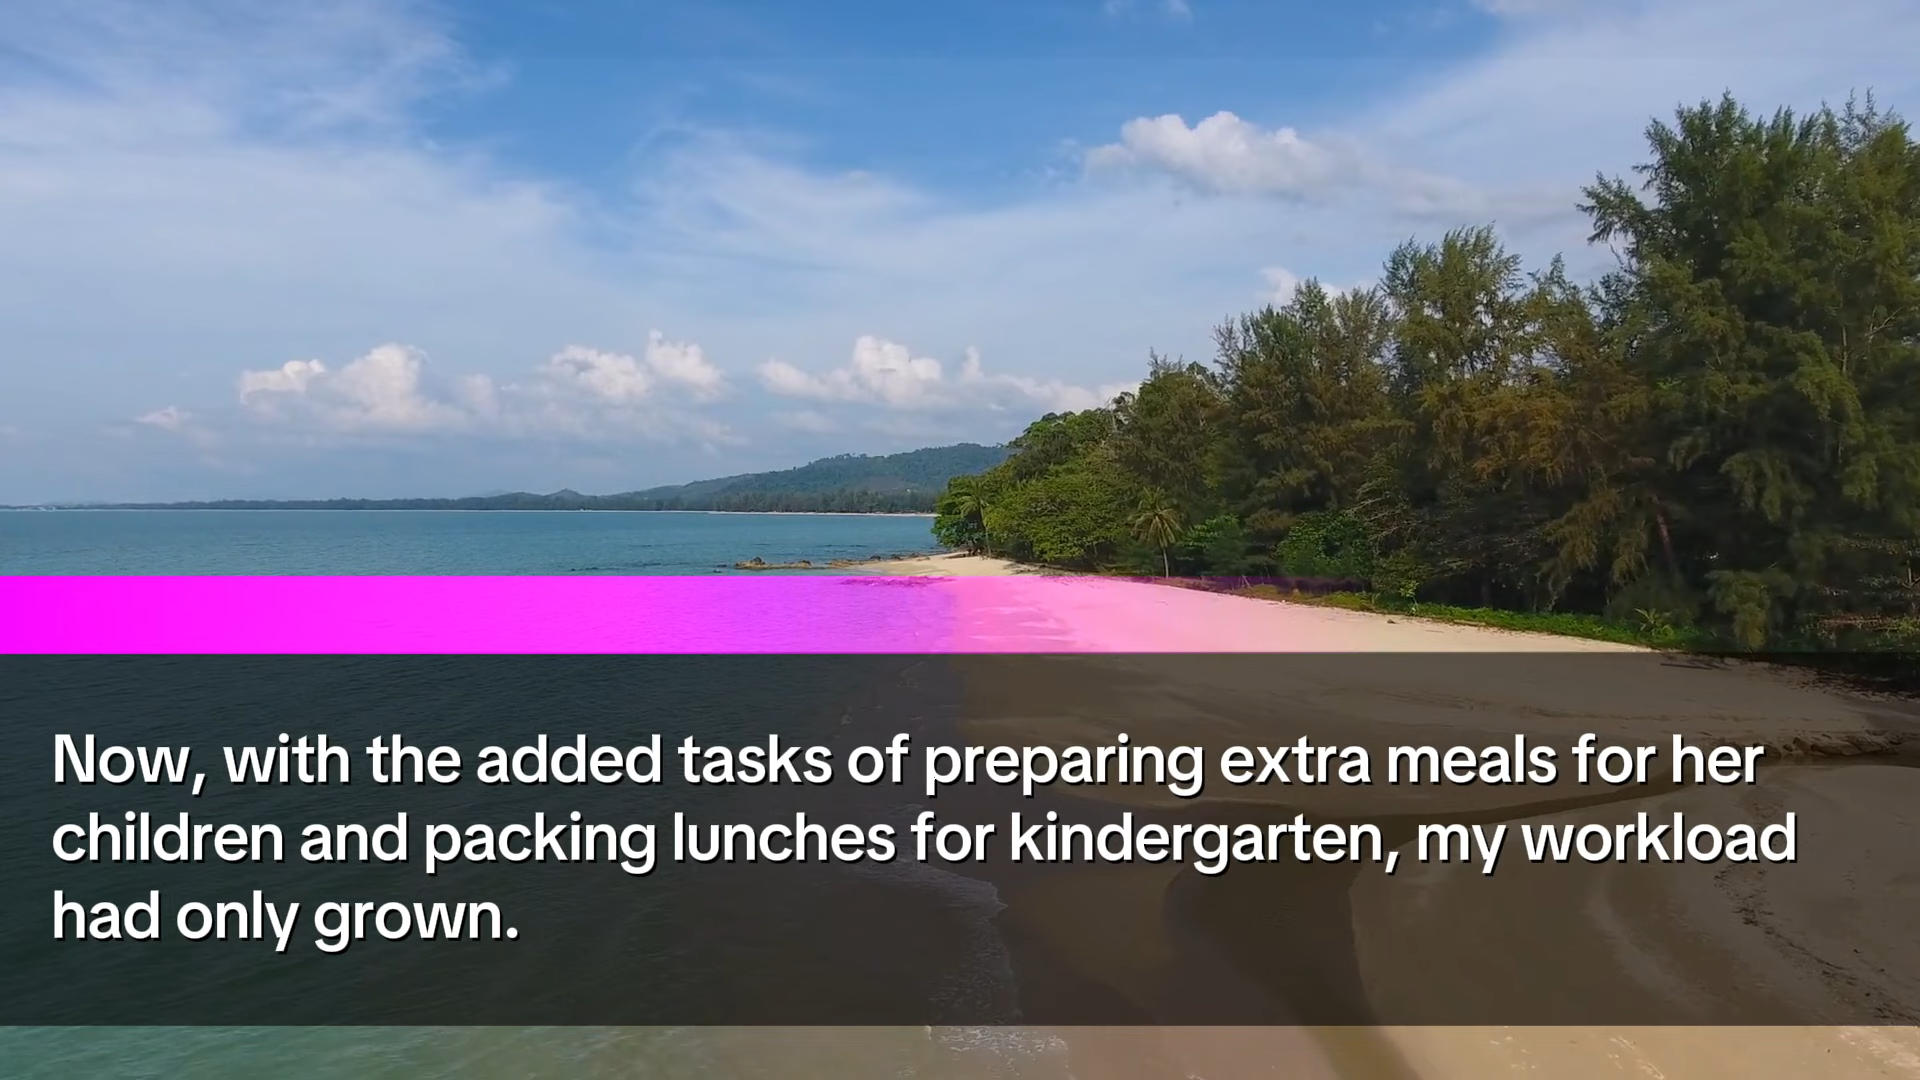 Now, with the added tasks of preparing extra meals for her
children and packing lunches for kindergarten, my workload
had only grown.